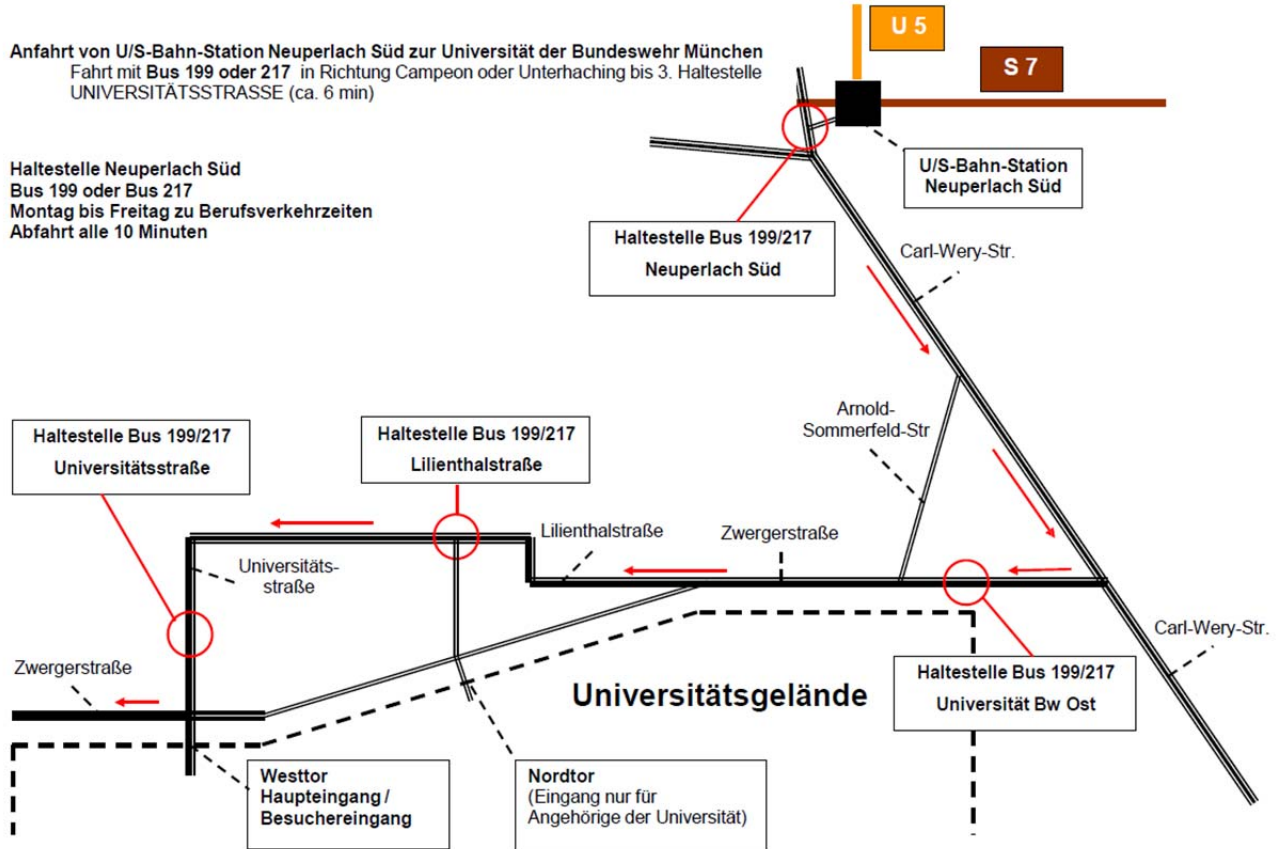 U 5
Anfahrt von U/S-Bahn-Station Neuperlach Süd zur Universität der Bundeswehr München
Fahrt mit Bus 199 oder 217 in Richtung Campeon oder Unterhaching bis 3. Haltestelle
UNIVERSITÄTSSTRASSE (ca. 6 min)
S 7
Haltestelle Neuperlach Süd
Bus 199 oder Bus 217
Montag bis Freitag zu Berufsverkehrzeiten
Abfahrt alle 10 Minuten
U/S-Bahn-Station
Neuperlach Süd
Haltestelle Bus 199/217
Neuperlach Süd
Carl-Wery-Str.
Arnold-
Sommerfeld-Str
Haltestelle Bus 199/217
Universitätsstraße
Haltestelle Bus 199/217
Lilienthalstraße
Lilienthalstraße
Zwergerstraße
Universitäts-
straße
Carl-Wery-Str.
Zwergerstraße
Haltestelle Bus 199/217
Universität Bw Ost
Universitätsgelände
Westtor
Haupteingang /
Besuchereingang
Nordtor
(Eingang nur für
Angehörige der Universität)